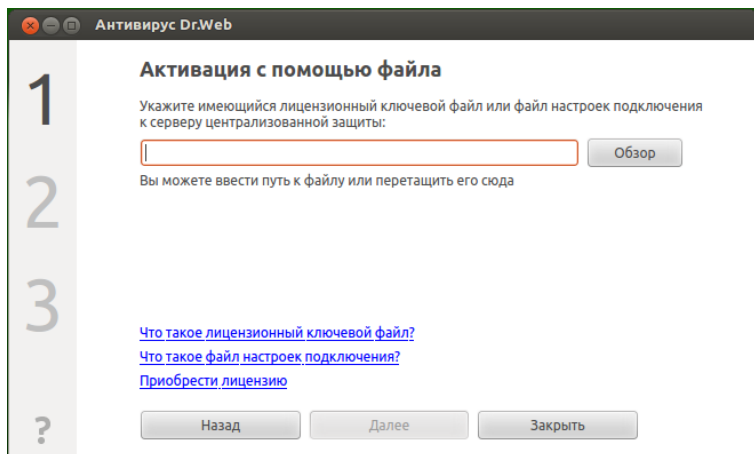 Антивирус Dr.Web
1
Активация с помощью файла
Укажите имеющийся лицензионный ключевой файл или файл настроек подключения
к серверу централизованной защиты:
Обзор
Вы можете ввести путь к файлу или перетащить его сюда
2
3
Что такое лицензионный ключевой файл?
Что такое файл настроек подключения?
Приобрести лицензию
?
Назад
Далее
Закрыть